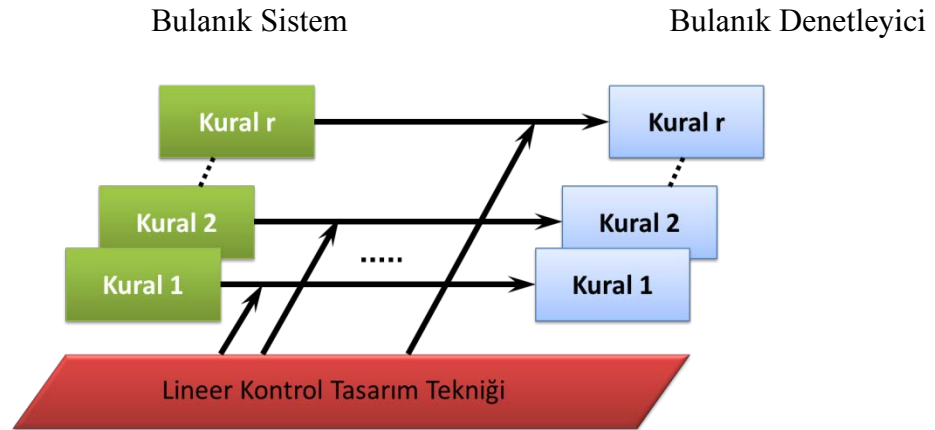 Bulanık Sistem
Bulanık Denetleyici
Kural r
Kural r
Kural 2
Kural 2
.....
Kural 1
Kural 1
Lineer Kontrol Tasarım Tekniği